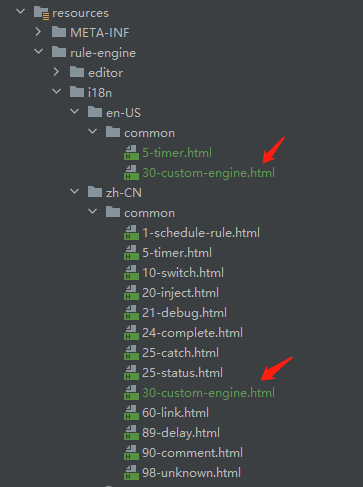 resources
META-INF
rule-engine
editor
i18n
en-US
common
5-timer.html
30-custom-engine.html
zh-CN
common
1-schedule-rule.html
5-timer.html
10-switch.html
20-inject.html
21-debug.html
24-complete.html
25-catch.html
25-status.html
30-custom-engine.html
60-link.html
89-delay.html
90-comment.html
98-unknown.html